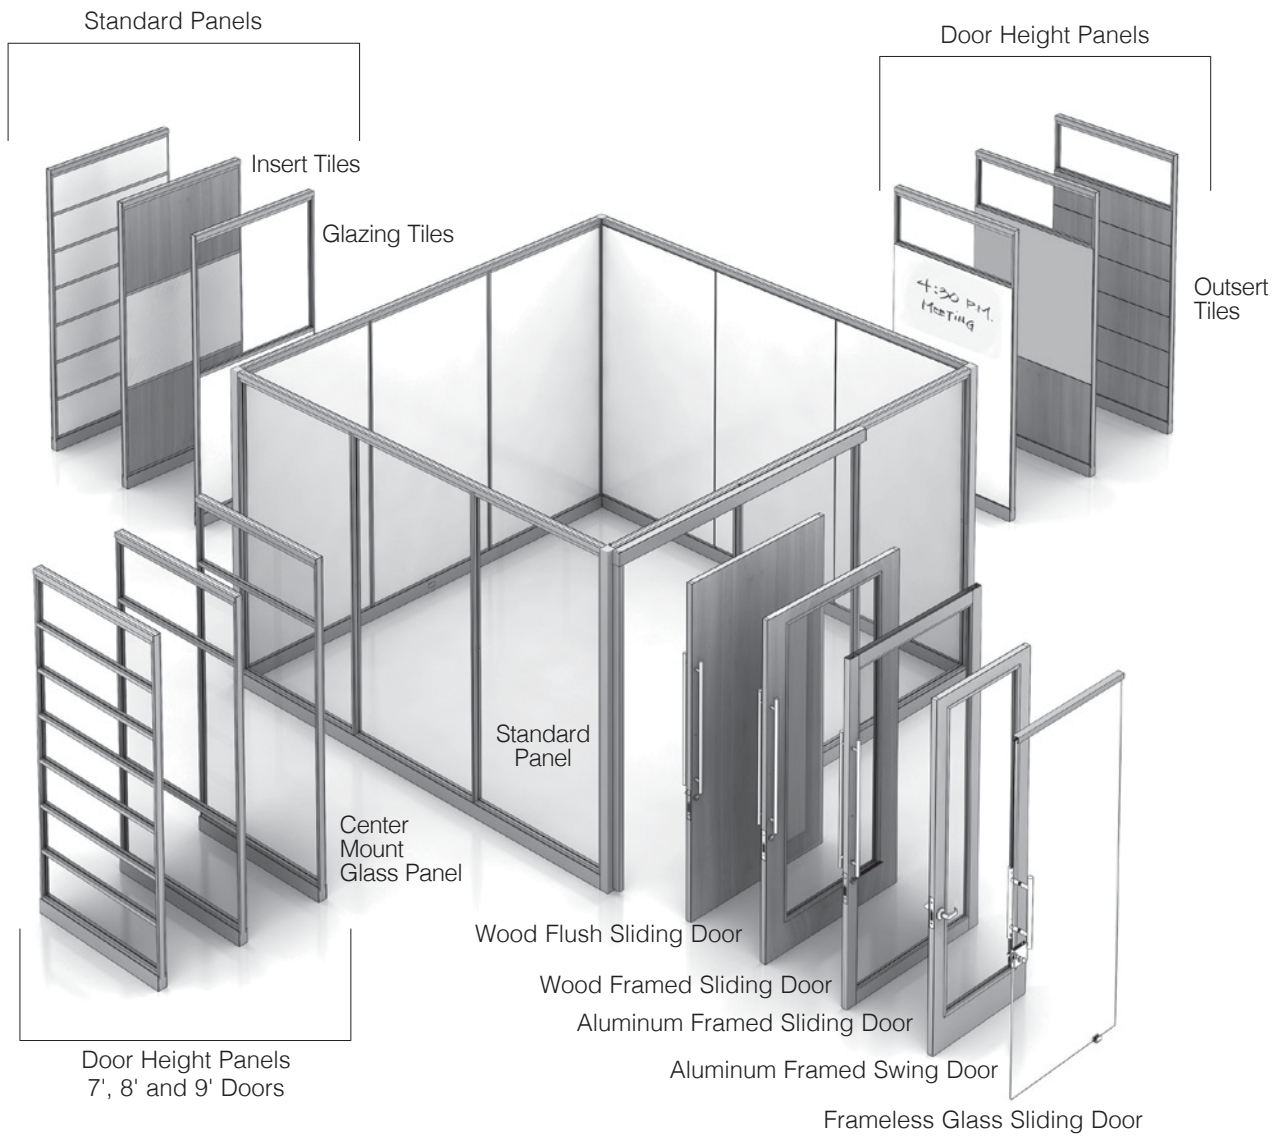 Standard Panels
Door Height Panels
Insert Tiles
Glazing Tiles
Outsert
Tiles
4:30 P.M.
MEETING
Standard
Panel
Center
Mount
Glass Panel
Wood Flush Sliding Door
Wood Framed Sliding Door
Aluminum Framed Sliding Door
Door Height Panels
7', 8' and 9' Doors
Aluminum Framed Swing Door
Frameless Glass Sliding Door